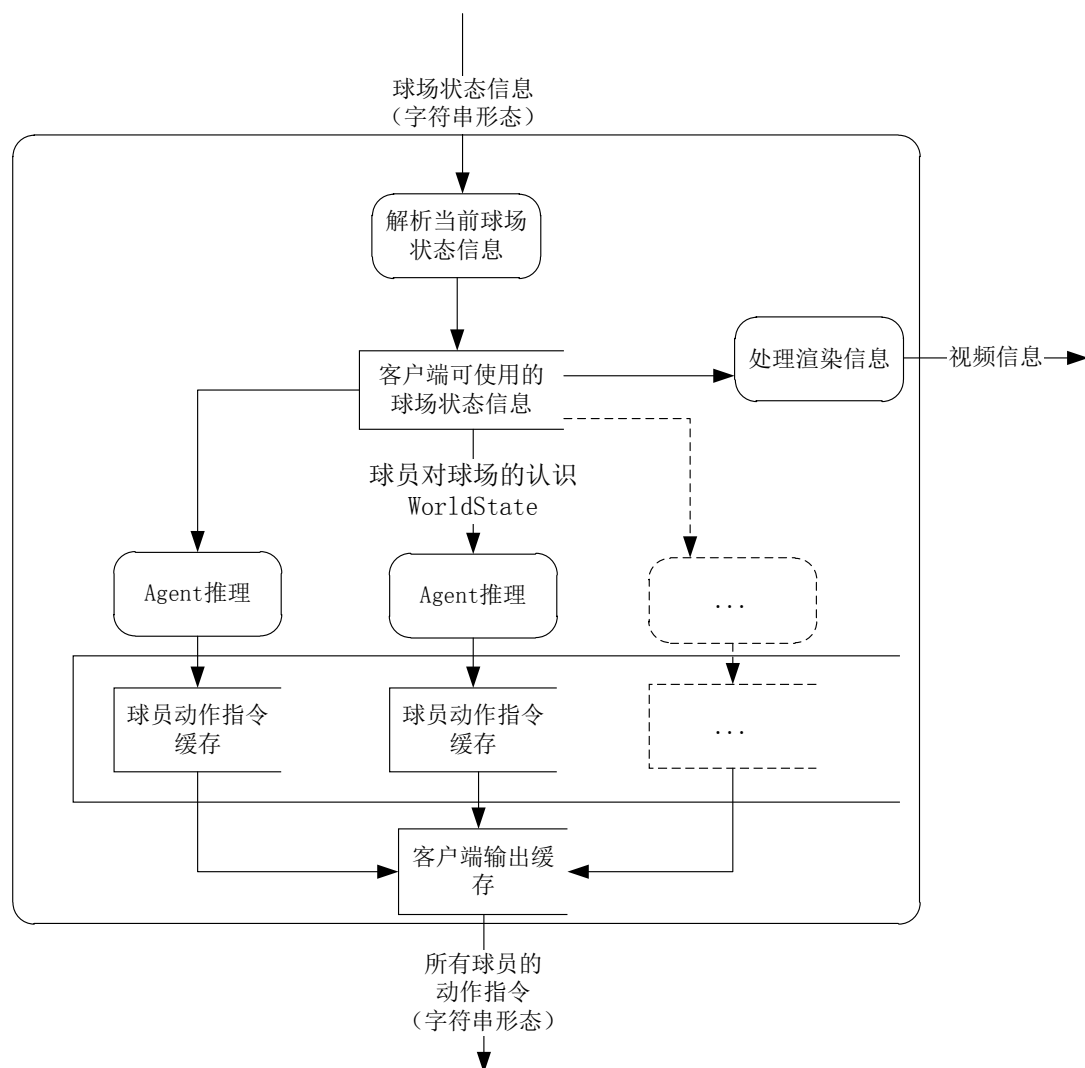 球场状态信息
（字符串形态）
解析当前球场
状态信息
客户端可使用的
球场状态信息
处理渲染信息
视频信息
球员对球场的认识
WorldState
Agent推理
Agent推理
...
球员动作指令
缓存
球员动作指令
缓存
...
客户端输出缓
存
所有球员的
动作指令
（字符串形态）